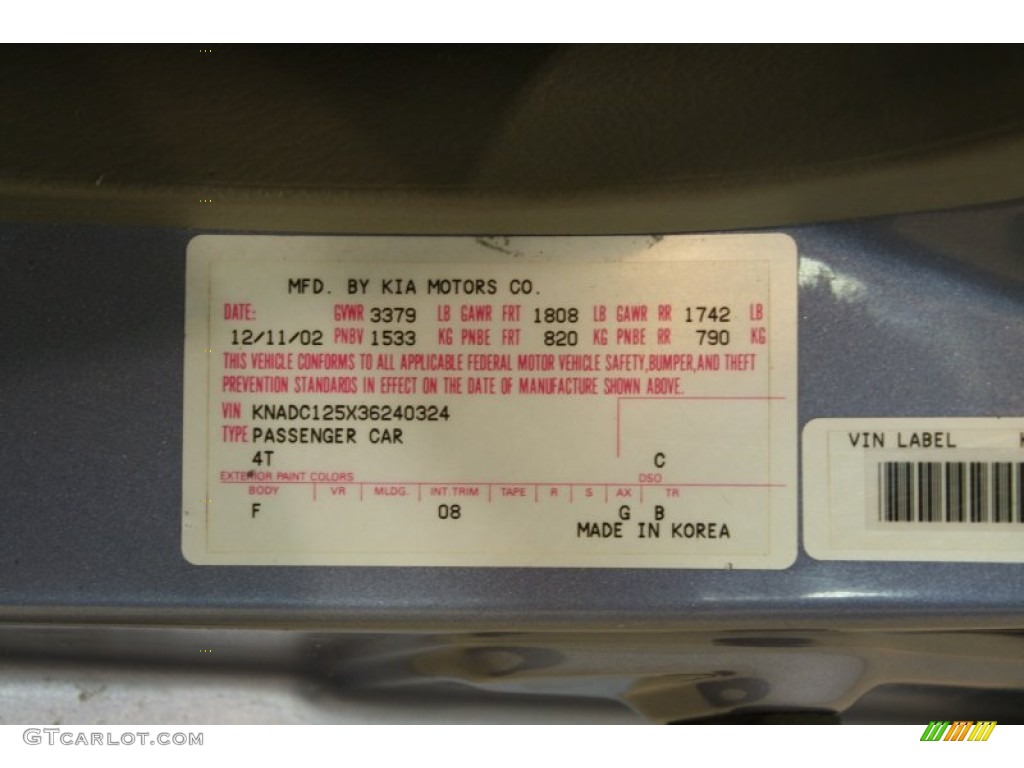 MFD. BY KIA MOTORS CO.
DATE: GVWR 3379 LB GAWR FRT 1808 LB GAWR RR 1742 LB
12/11/02 PNBV 1533 KG PNBE FRT 820 KG PNBE RR 790 KG
THIS VEHICLE CONFORMS TO ALL APPLICABLE FEDERAL MOTOR VEHICLE SAFETY,BUMPER,AND THEFT
PREVENTION STANDARDS IN EFFECT ON THE DATE OF MANUFACTURE SHOWN ABOVE.
VIN KNADC125X36240324
TYPE PASSENGER CAR
4T C
EXTERIOR PAINT COLORS DSO
BODY VR MLDG. INT.TRIM TAPE R S AX TR
F 08 G B
MADE IN KOREA
VIN LABEL
GTCarlot.com